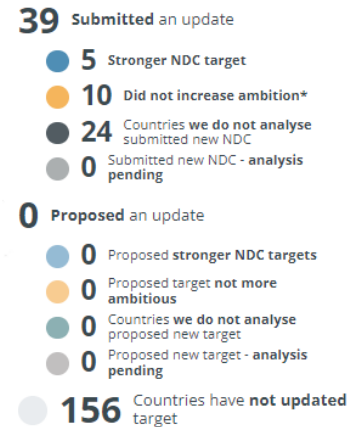 39 Submitted an update
5 Stronger NDC target
10 Did not increase ambition*
24 Countries we do not analyse
submitted new NDC
0 Submitted new NDC - analysis
pending
0 Proposed an update
0 Proposed stronger NDC targets
0 Proposed target not more
ambitious
0 Countries we do not analyse
proposed new target
0 Proposed new target - analysis
pending
156 Countries have not updated
target